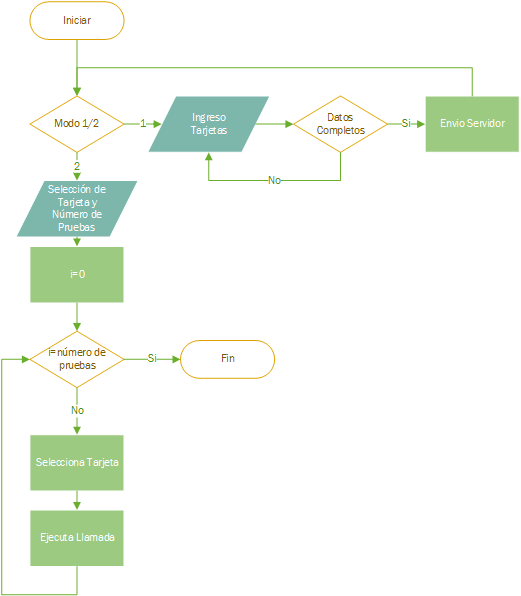 Iniciar
Modo 1/2
1
Ingreso
Tarjetas
Datos
Completos
Si
Envio Servidor
No
2
Selección de
Tarjeta y
Número de
Pruebas
i=0
i=número de
pruebas
Si
Fin
No
Selecciona Tarjeta
Ejecuta Llamada